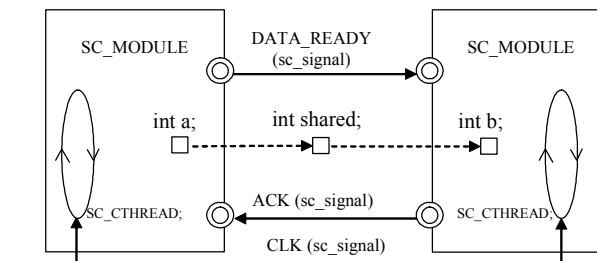 SC_MODULE
DATA_READY
(sc_signal)
SC_MODULE
int a;
int shared;
int b;
SC_CTHREAD;
ACK (sc_signal)
SC_CTHREAD;
CLK (sc_signal)